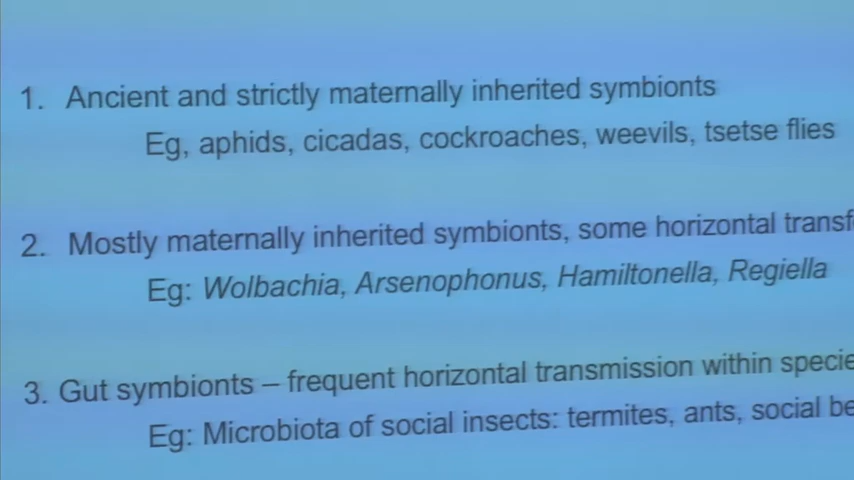 1. Ancient and strictly maternally inherited symbionts
Eg, aphids, cicadas, cockroaches, weevils, tsetse flies
2. Mostly maternally inherited symbionts, some horizontal
Eg: Wolbachia, Arsenophonus, Hamiltonella, Regiella
3. Gut symbionts – frequent horizontal transmission within
Eg: Microbiota of social insects: termites, ants, social